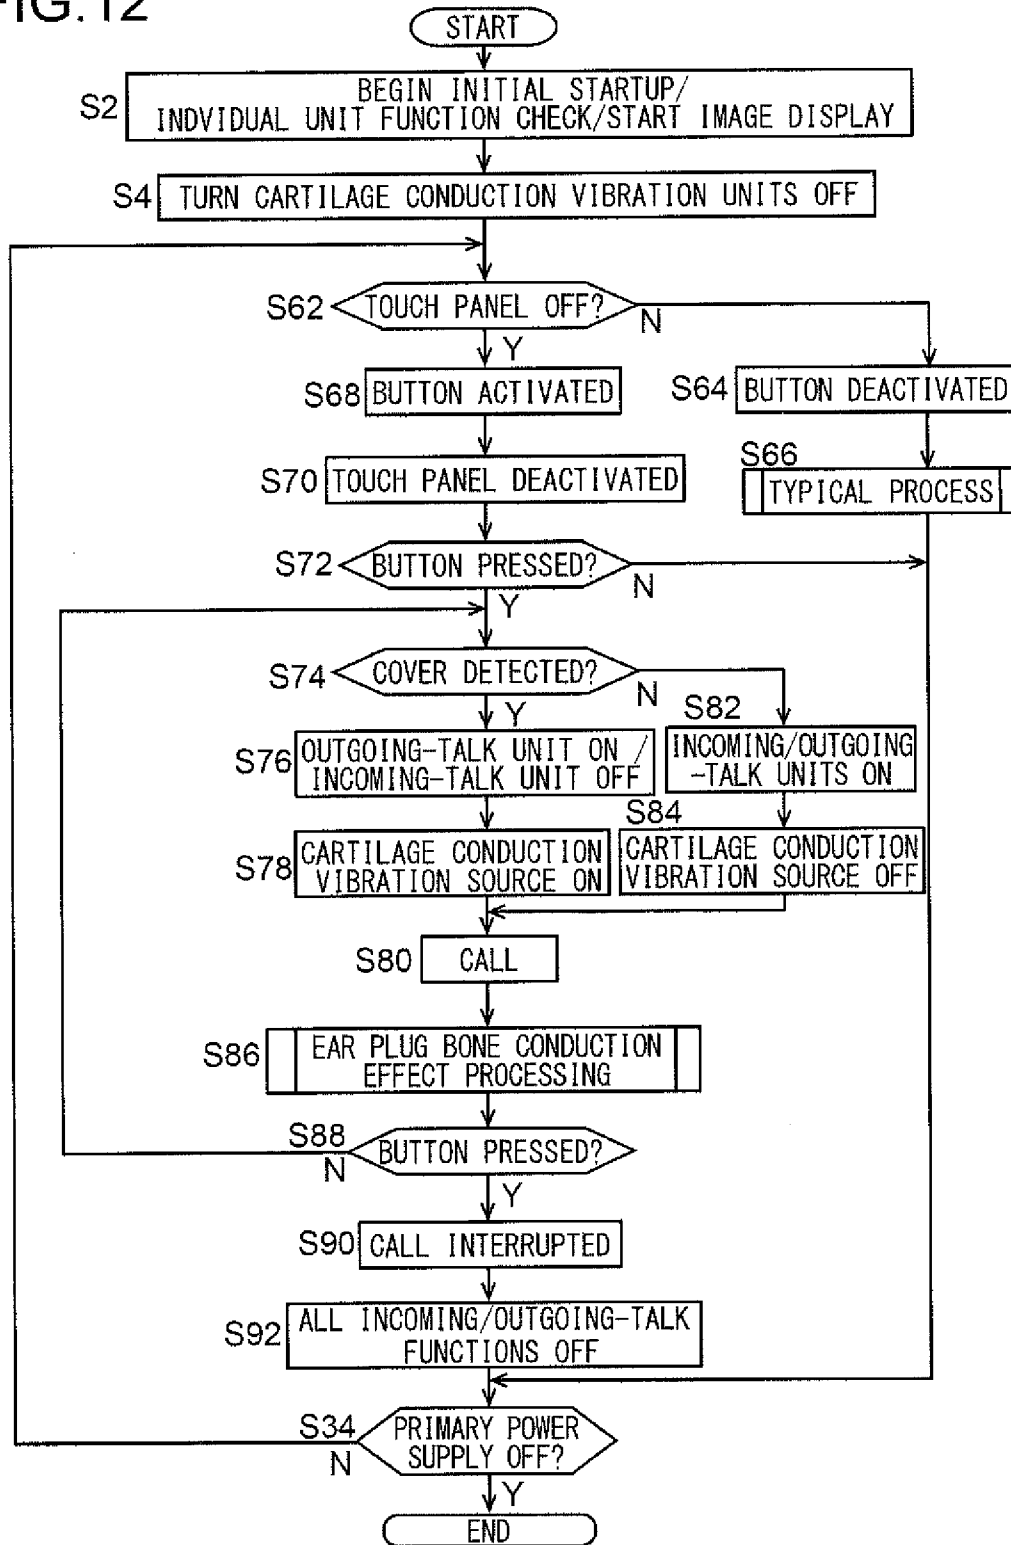 FIG. 12
START
S2
BEGIN INITIAL STARTUP/
INDVIDUAL UNIT FUNCTION CHECK/START IMAGE DISPLAY
S4
TURN CARTILAGE CONDUCTION VIBRATION UNITS OFF
S62
TOUCH PANEL OFF?
N
Y
S68
BUTTON ACTIVATED
S64
BUTTON DEACTIVATED
S70
TOUCH PANEL DEACTIVATED
S66
TYPICAL PROCESS
S72
BUTTON PRESSED?
N
Y
S74
COVER DETECTED?
N
Y
S76
OUTGOING-TALK UNIT ON /
INCOMING-TALK UNIT OFF
S82
INCOMING/OUTGOING
-TALK UNITS ON
S78
CARTILAGE CONDUCTION
VIBRATION SOURCE ON
S84
CARTILAGE CONDUCTION
VIBRATION SOURCE OFF
S80
CALL
S86
EAR PLUG BONE CONDUCTION
EFFECT PROCESSING
S88
BUTTON PRESSED?
N
Y
S90
CALL INTERRUPTED
S92
ALL INCOMING/OUTGOING-TALK
FUNCTIONS OFF
S34
PRIMARY POWER
SUPPLY OFF?
N
Y
END